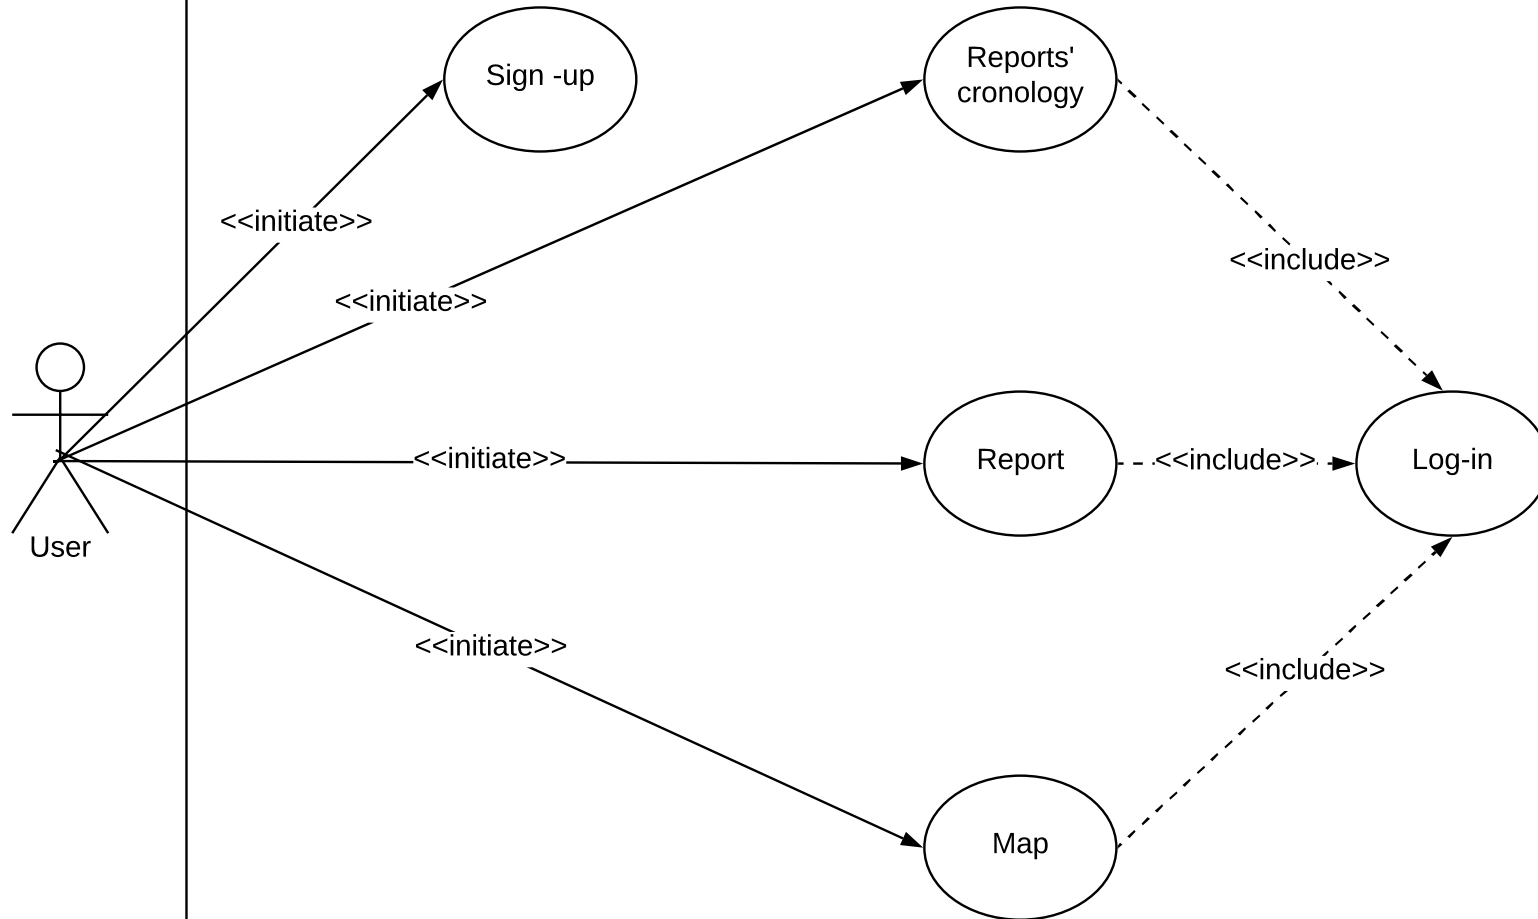 Sign -up
Reports'
cronology
<<initiate>>
<<include>>
<<initiate>>
<<initiate>>
Report
<<include>>
Log-in
User
<<initiate>>
<<include>>
Map